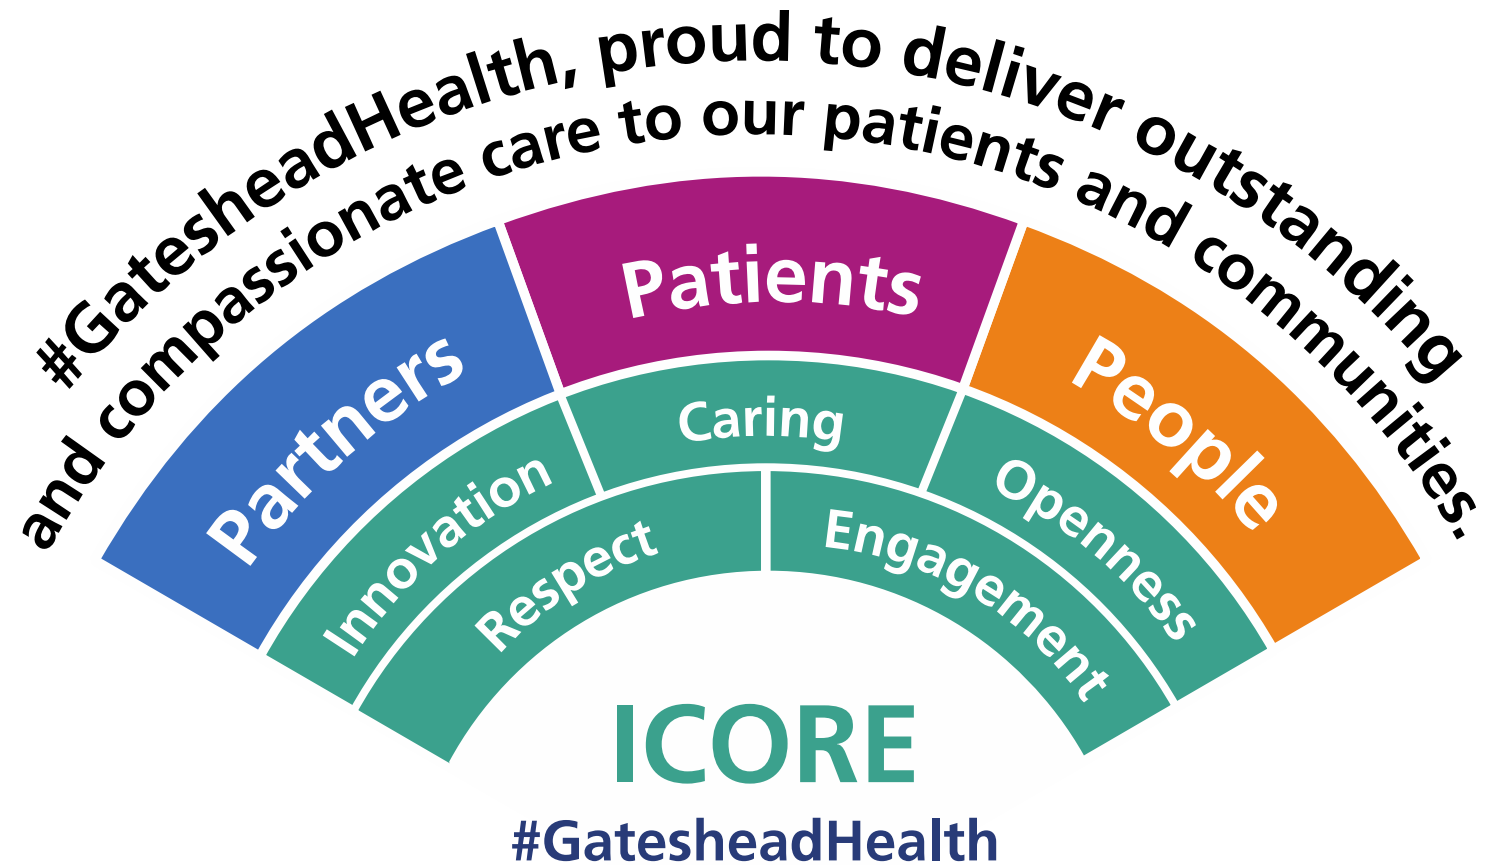 #GatesheadHealth, proud to deliver outstanding
and compassionate care to our patients and communities.
Partners
Patients
People
Innovation
Caring
Openness
Respect
Engagement
ICORE
#GatesheadHealth